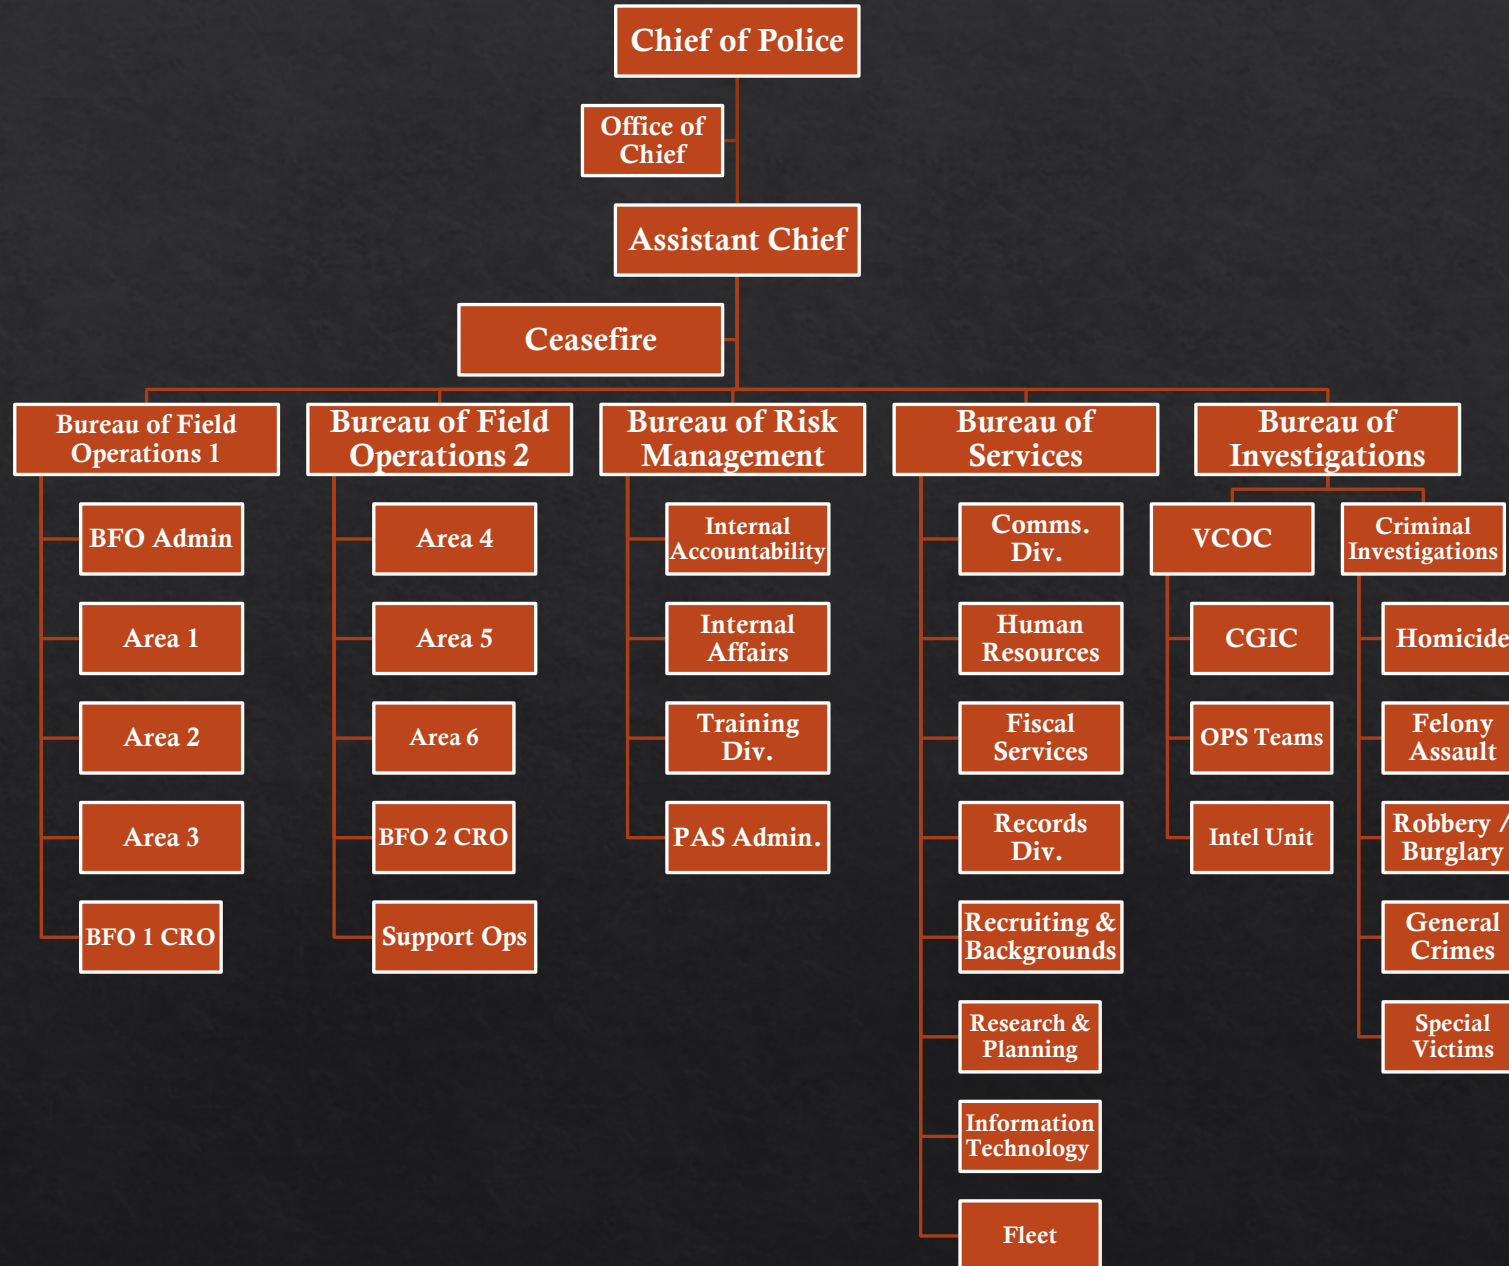 Chief of Police
Office of
Chief
Assistant Chief
Ceasefire
Bureau of Field
Operations 1
BFO Admin
Area 1
Area 2
Area 3
BFO 1 CRO
Bureau of Field
Operations 2
Area 4
Area 5
Area 6
BFO 2 CRO
Support Ops
Bureau of Risk
Management
Internal
Accountability
Internal
Affairs
Training
Div.
PAS Admin.
Bureau of
Services
Comms.
Div.
Human
Resources
Fiscal
Services
Records
Div.
Recruiting &
Backgrounds
Research &
Planning
Information
Technology
Fleet
Bureau of
Investigations
VCOC
CGIC
OPS Teams
Intel Unit
Criminal
Investigations
Homicide
Felony
Assault
Robbery /
Burglary
General
Crimes
Special
Victims